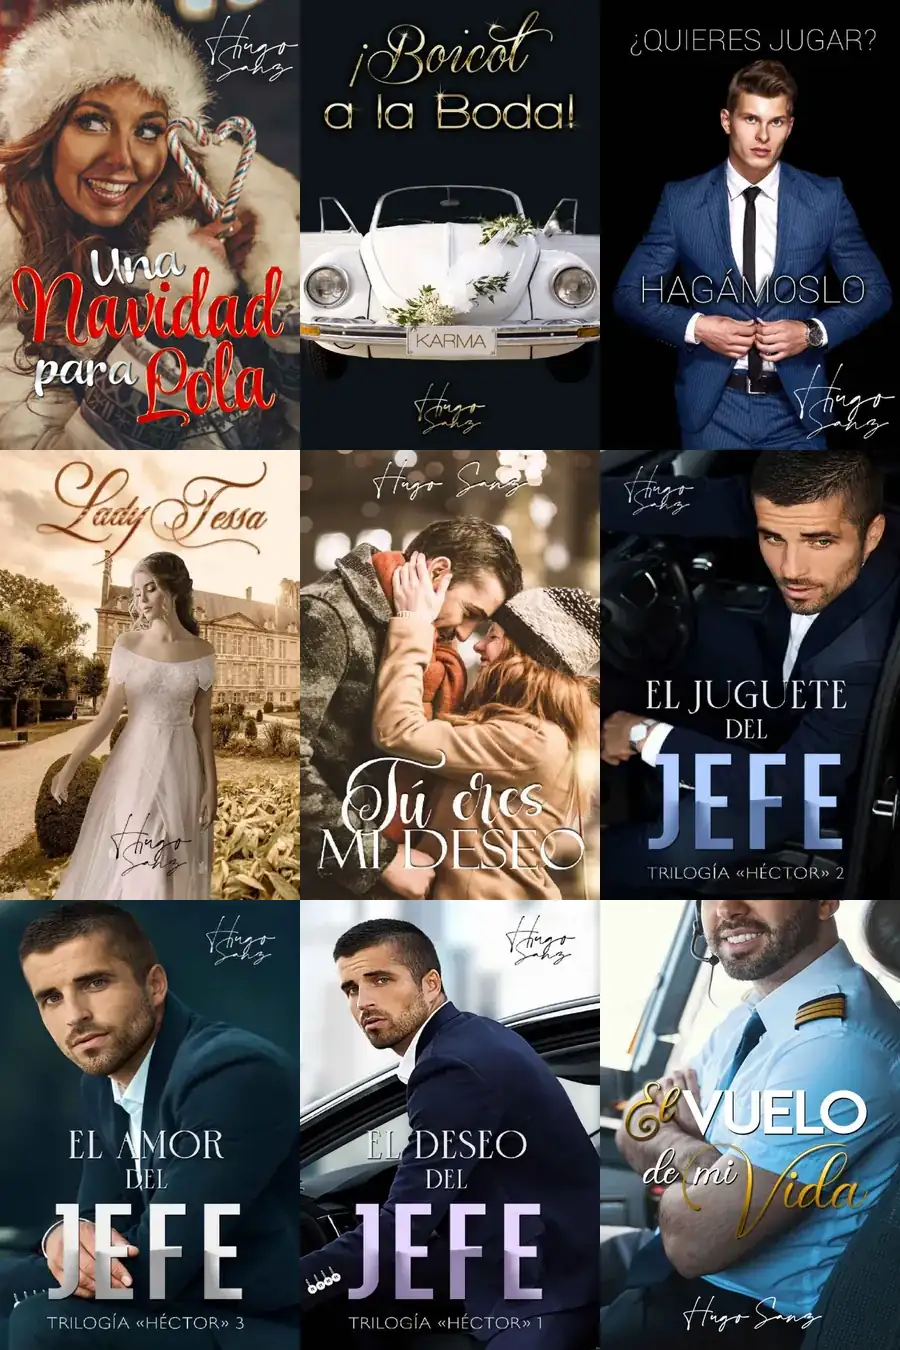 Hugo
Sanz
Una
Navidad
para
Lola
¡Boicot
a la Boda!
KARMA
Hugo
Sanz
¿QUIERES JUGAR?
HAGÁMOSLO
Hugo
Sanz
Lady Tessa
Hugo
Sanz
Hugo Sanz
Tú eres
MI DESEO
Hugo
Sanz
EL JUGUETE
DEL
JEFE
TRILOGÍA «HÉCTOR» 2
Hugo
Sanz
EL AMOR
DEL
JEFE
TRILOGÍA «HÉCTOR» 3
Hugo
Sanz
EL DESEO
DEL
JEFE
TRILOGÍA «HÉCTOR» 1
El VUELO
de mi Vida
Hugo Sanz